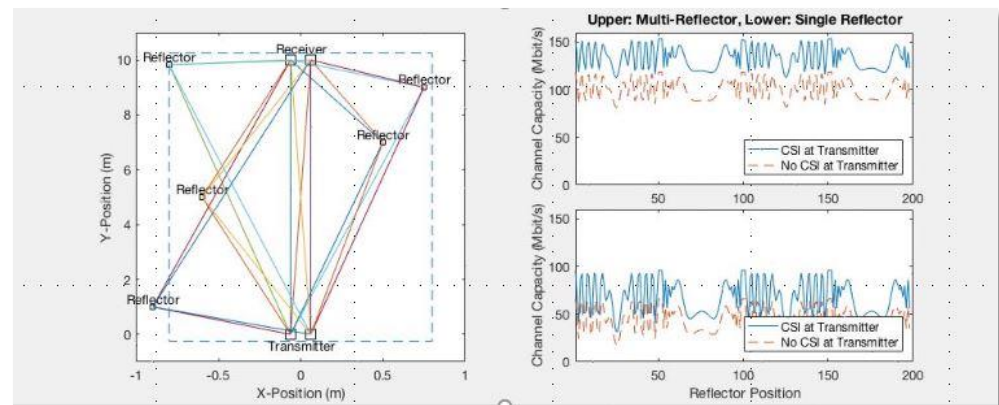 Receiver
Reflector
Reflector
Reflector
Reflector
Reflector
Transmitter
10
8
6
4
2
0
Y-Position (m)
-1
-0.5
0
0.5
1
X-Position (m)
Upper: Multi-Reflector, Lower: Single Reflector
150
100
50
0
Channel Capacity (Mbit/s)
CSI at Transmitter
No CSI at Transmitter
50
100
150
200
150
100
50
0
Channel Capacity (Mbit/s)
CSI at Transmitter
No CSI at Transmitter
50
100
150
200
Reflector Position